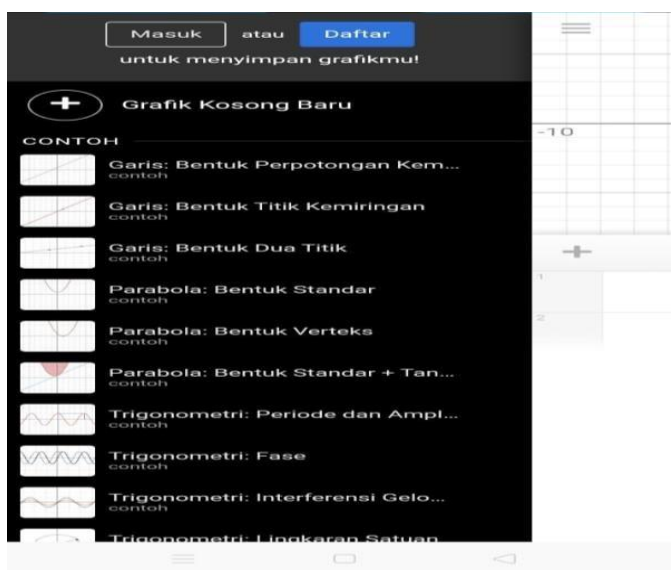 Masuk atau Daftar
untuk menyimpan grafikmu!
Grafik Kosong Baru
CONTOH
Garis: Bentuk Perpotongan Kem...
contoh
Garis: Bentuk Titik Kemiringan
contoh
Garis: Bentuk Dua Titik
contoh
Parabola: Bentuk Standar
contoh
Parabola: Bentuk Verteks
contoh
Parabola: Bentuk Standar + Tan...
contoh
Trigonometri: Periode dan Ampl...
contoh
Trigonometri: Fase
contoh
Trigonometri: Interferensi Gelo...
contoh
Trigonometri: Lingkaran Satuan
-10
1
2